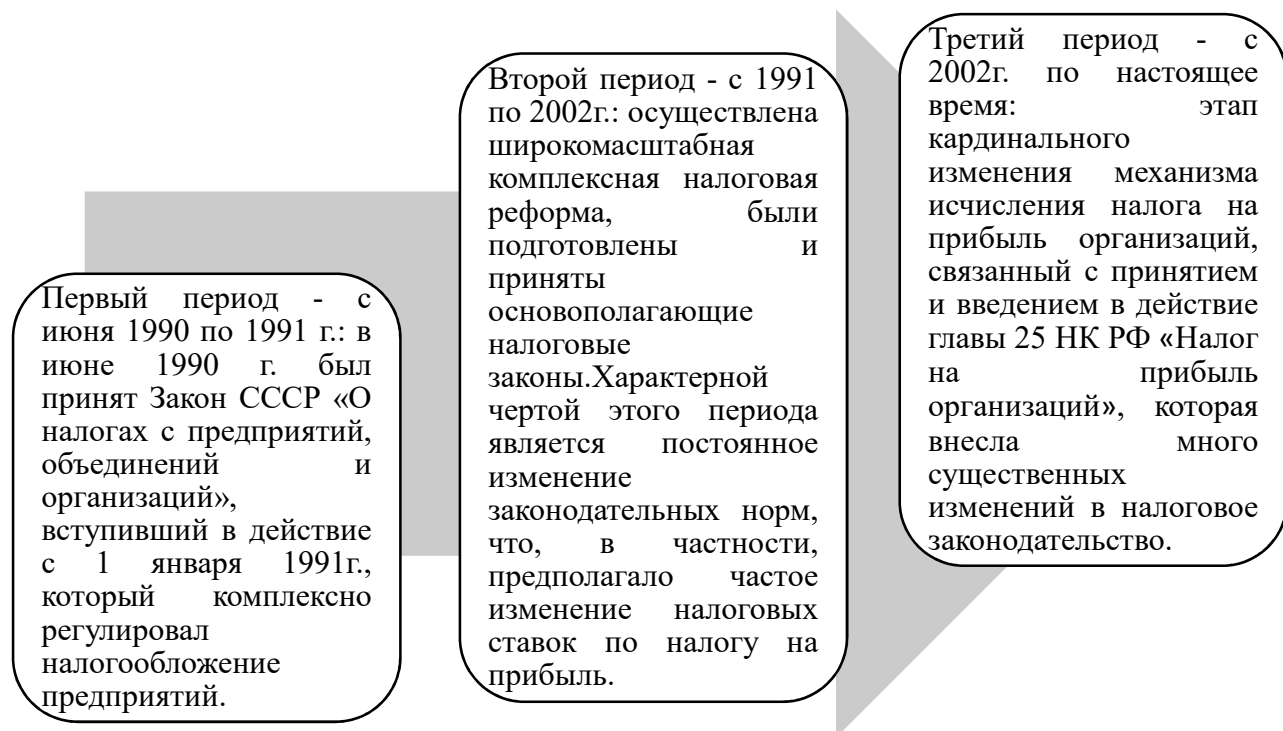 Первый период - с
июня 1990 по 1991 г.: в
июне 1990 г. был
принят Закон СССР «О
налогах с предприятий,
объединений и
организаций»,
вступивший в действие
с 1 января 1991г.,
который комплексно
регулировал
налогообложение
предприятий.
Второй период - с 1991
по 2002г.: осуществлена
широкомасштабная
комплексная налоговая
реформа, были
подготовлены и
приняты
основополагающие
налоговые
законы.Характерной
чертой этого периода
является постоянное
изменение
законодательных норм,
что, в частности,
предполагало частое
изменение налоговых
ставок по налогу на
прибыль.
Третий период - с
2002г. по настоящее
время: этап
кардинального
изменения механизма
исчисления налога на
прибыль организаций,
связанный с принятием
и введением в действие
главы 25 НК РФ «Налог
на прибыль
организаций», которая
внесла много
существенных
изменений в налоговое
законодательство.